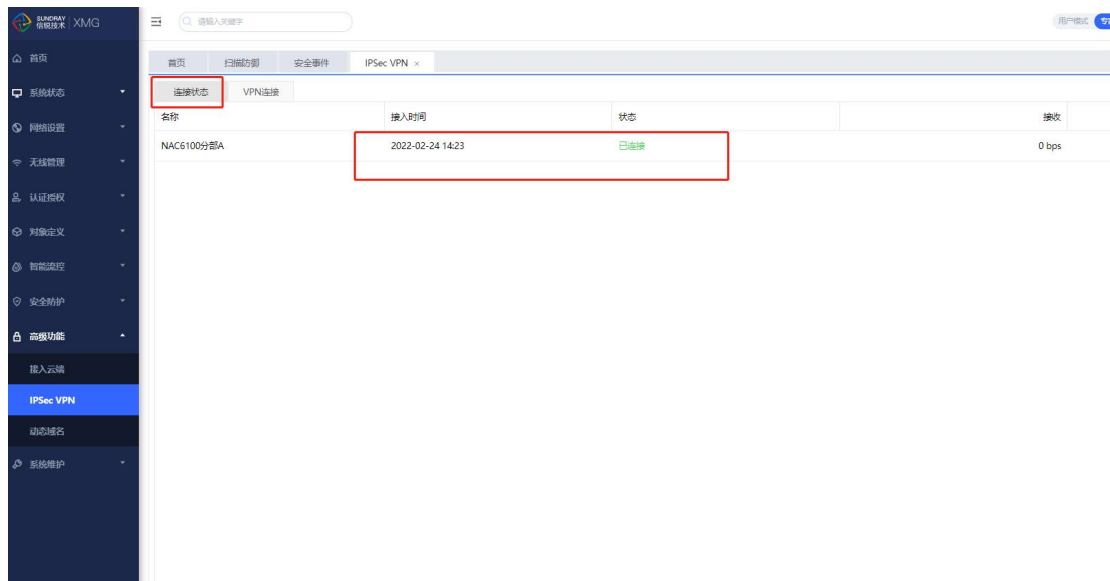 SUNDRAY
信锐技术
XMG
请输入关键字
用户模式
首页
首页
扫描防御
安全事件
IPSec VPN ×
系统状态
连接状态
VPN连接
名称
接入时间
状态
接收
网络设置
NAC6100分部A
2022-02-24 14:23
已连接
0 bps
无线管理
认证授权
对象定义
智能流控
安全防护
高级功能
接入云端
IPSec VPN
动态域名
系统维护